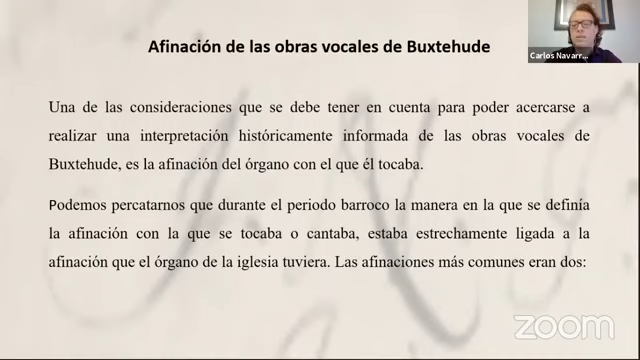 Afinación de las obras vocales de Buxtehude
Carlos Navarr...
Una de las consideraciones que se debe tener en cuenta para poder acercarse a
realizar una interpretación históricamente informada de las obras vocales de
Buxtehude, es la afinación del órgano con el que él tocaba.
Podemos percatarnos que durante el periodo barroco la manera en la que se definía
la afinación con la que se tocaba o cantaba, estaba estrechamente ligada a la
afinación que el órgano de la iglesia tuviera. Las afinaciones más comunes eran dos:
zoom